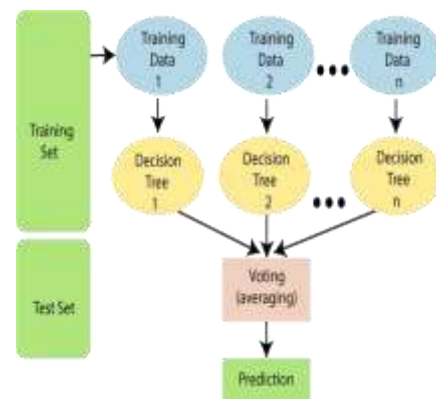 Training
Set
Training
Data
1
Training
Data
2
Training
Data
n
Decision
Tree
1
Decision
Tree
2
Decision
Tree
n
Test Set
Voting
(averaging)
Prediction